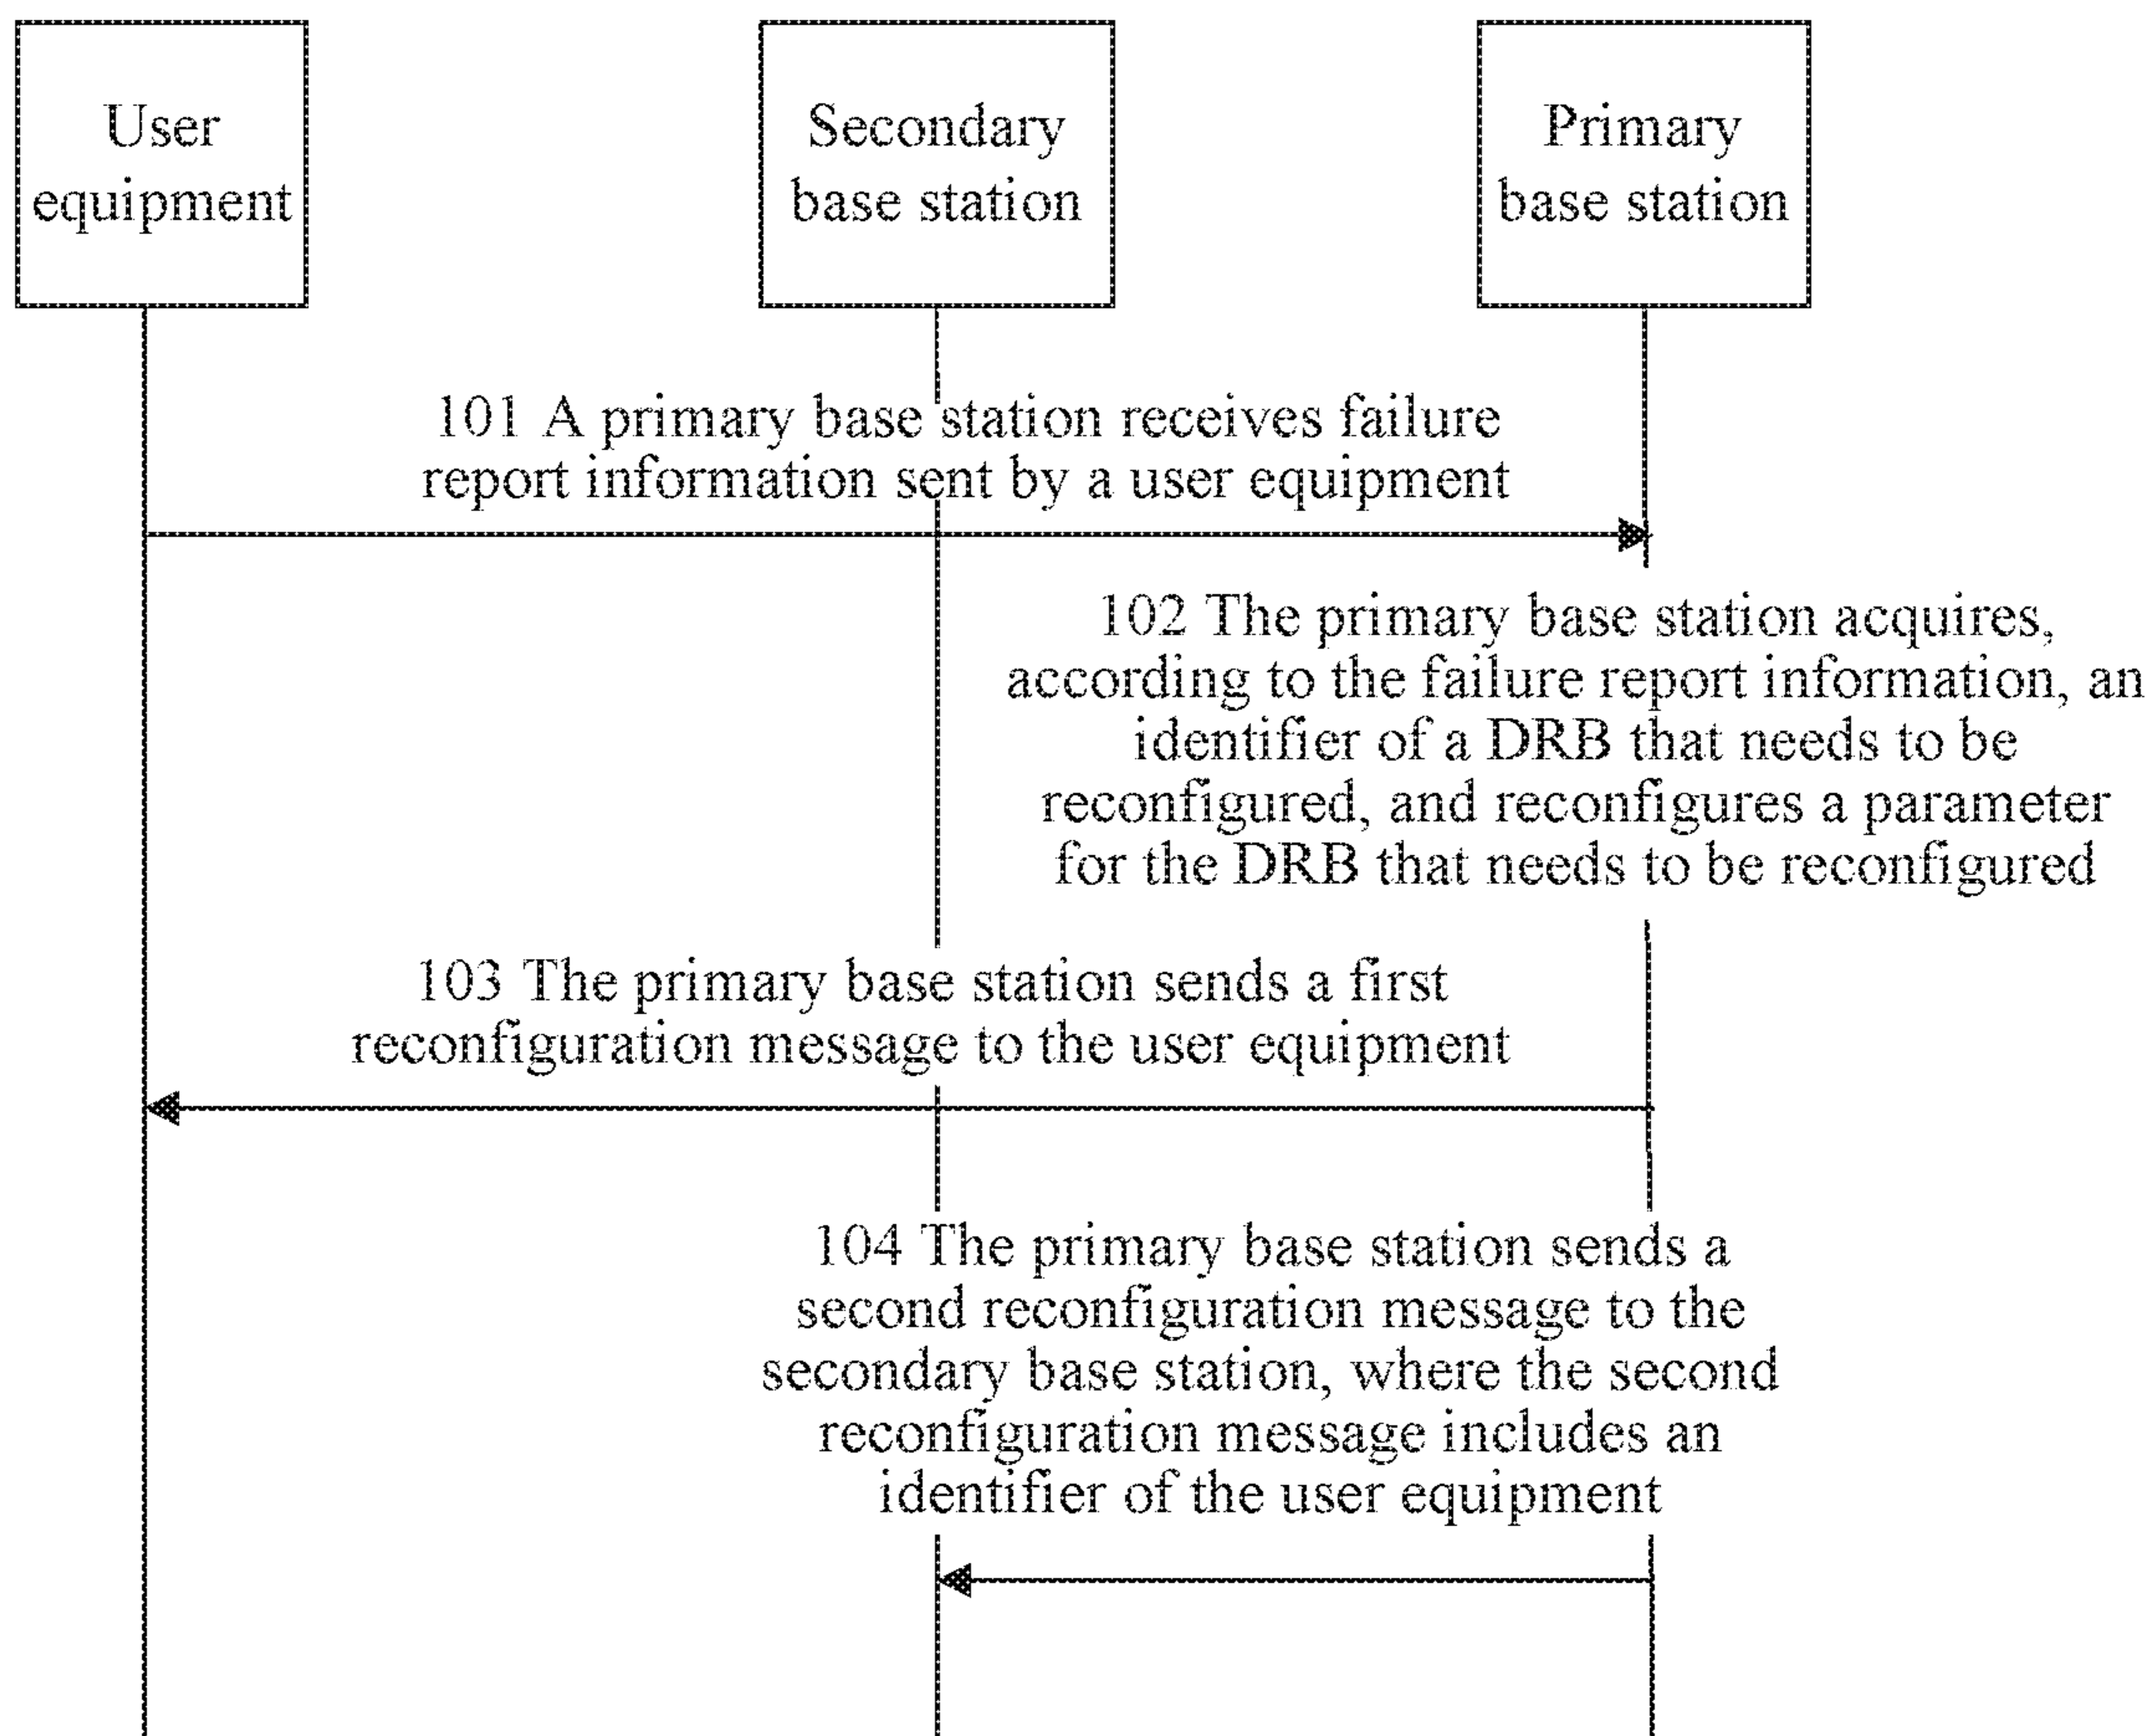 User
equipment
Secondary
base station
Primary
base station
101 A primary base station receives failure
report information sent by a user equipment
102 The primary base station acquires,
according to the failure report information, an
identifier of a DRB that needs to be
reconfigured, and reconfigures a parameter
for the DRB that needs to be reconfigured
103 The primary base station sends a first
reconfiguration message to the user equipment
104 The primary base station sends a
second reconfiguration message to the
secondary base station, where the second
reconfiguration message includes an
identifier of the user equipment